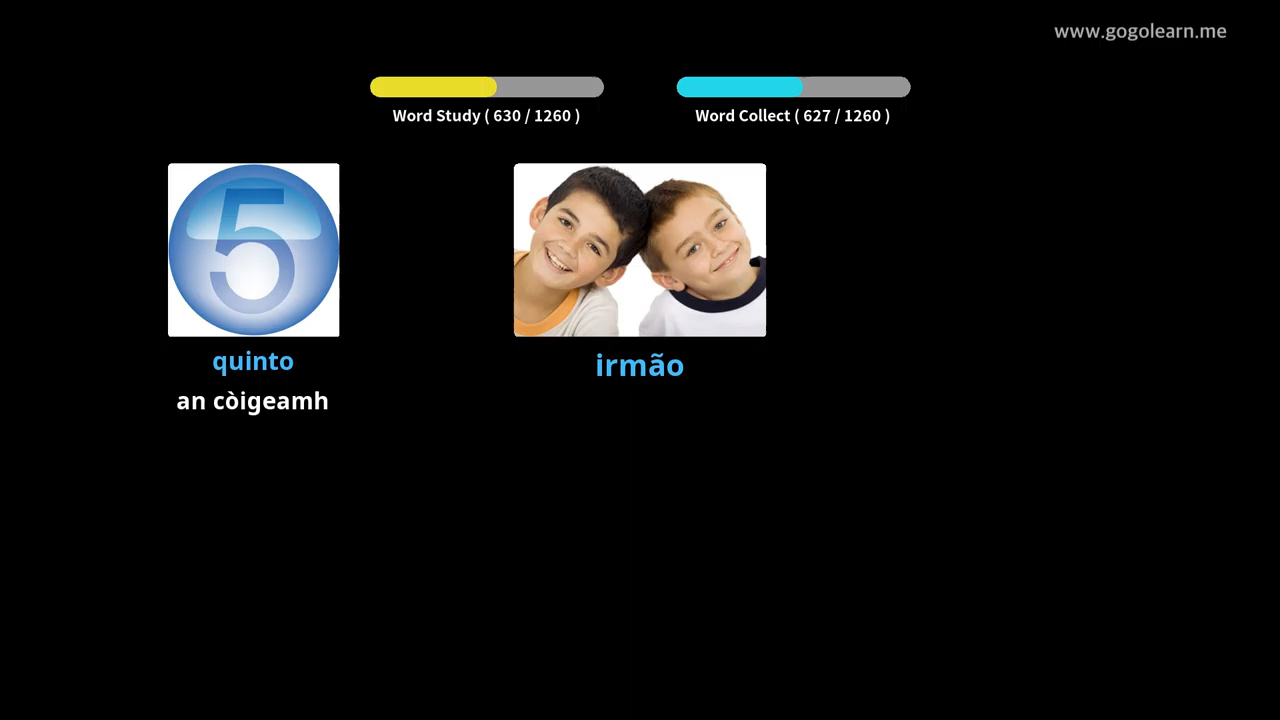 www.gogolearn.me
Word Study ( 630 / 1260 )
Word Collect ( 627 / 1260 )
5
quinto
an còigeamh
irmão